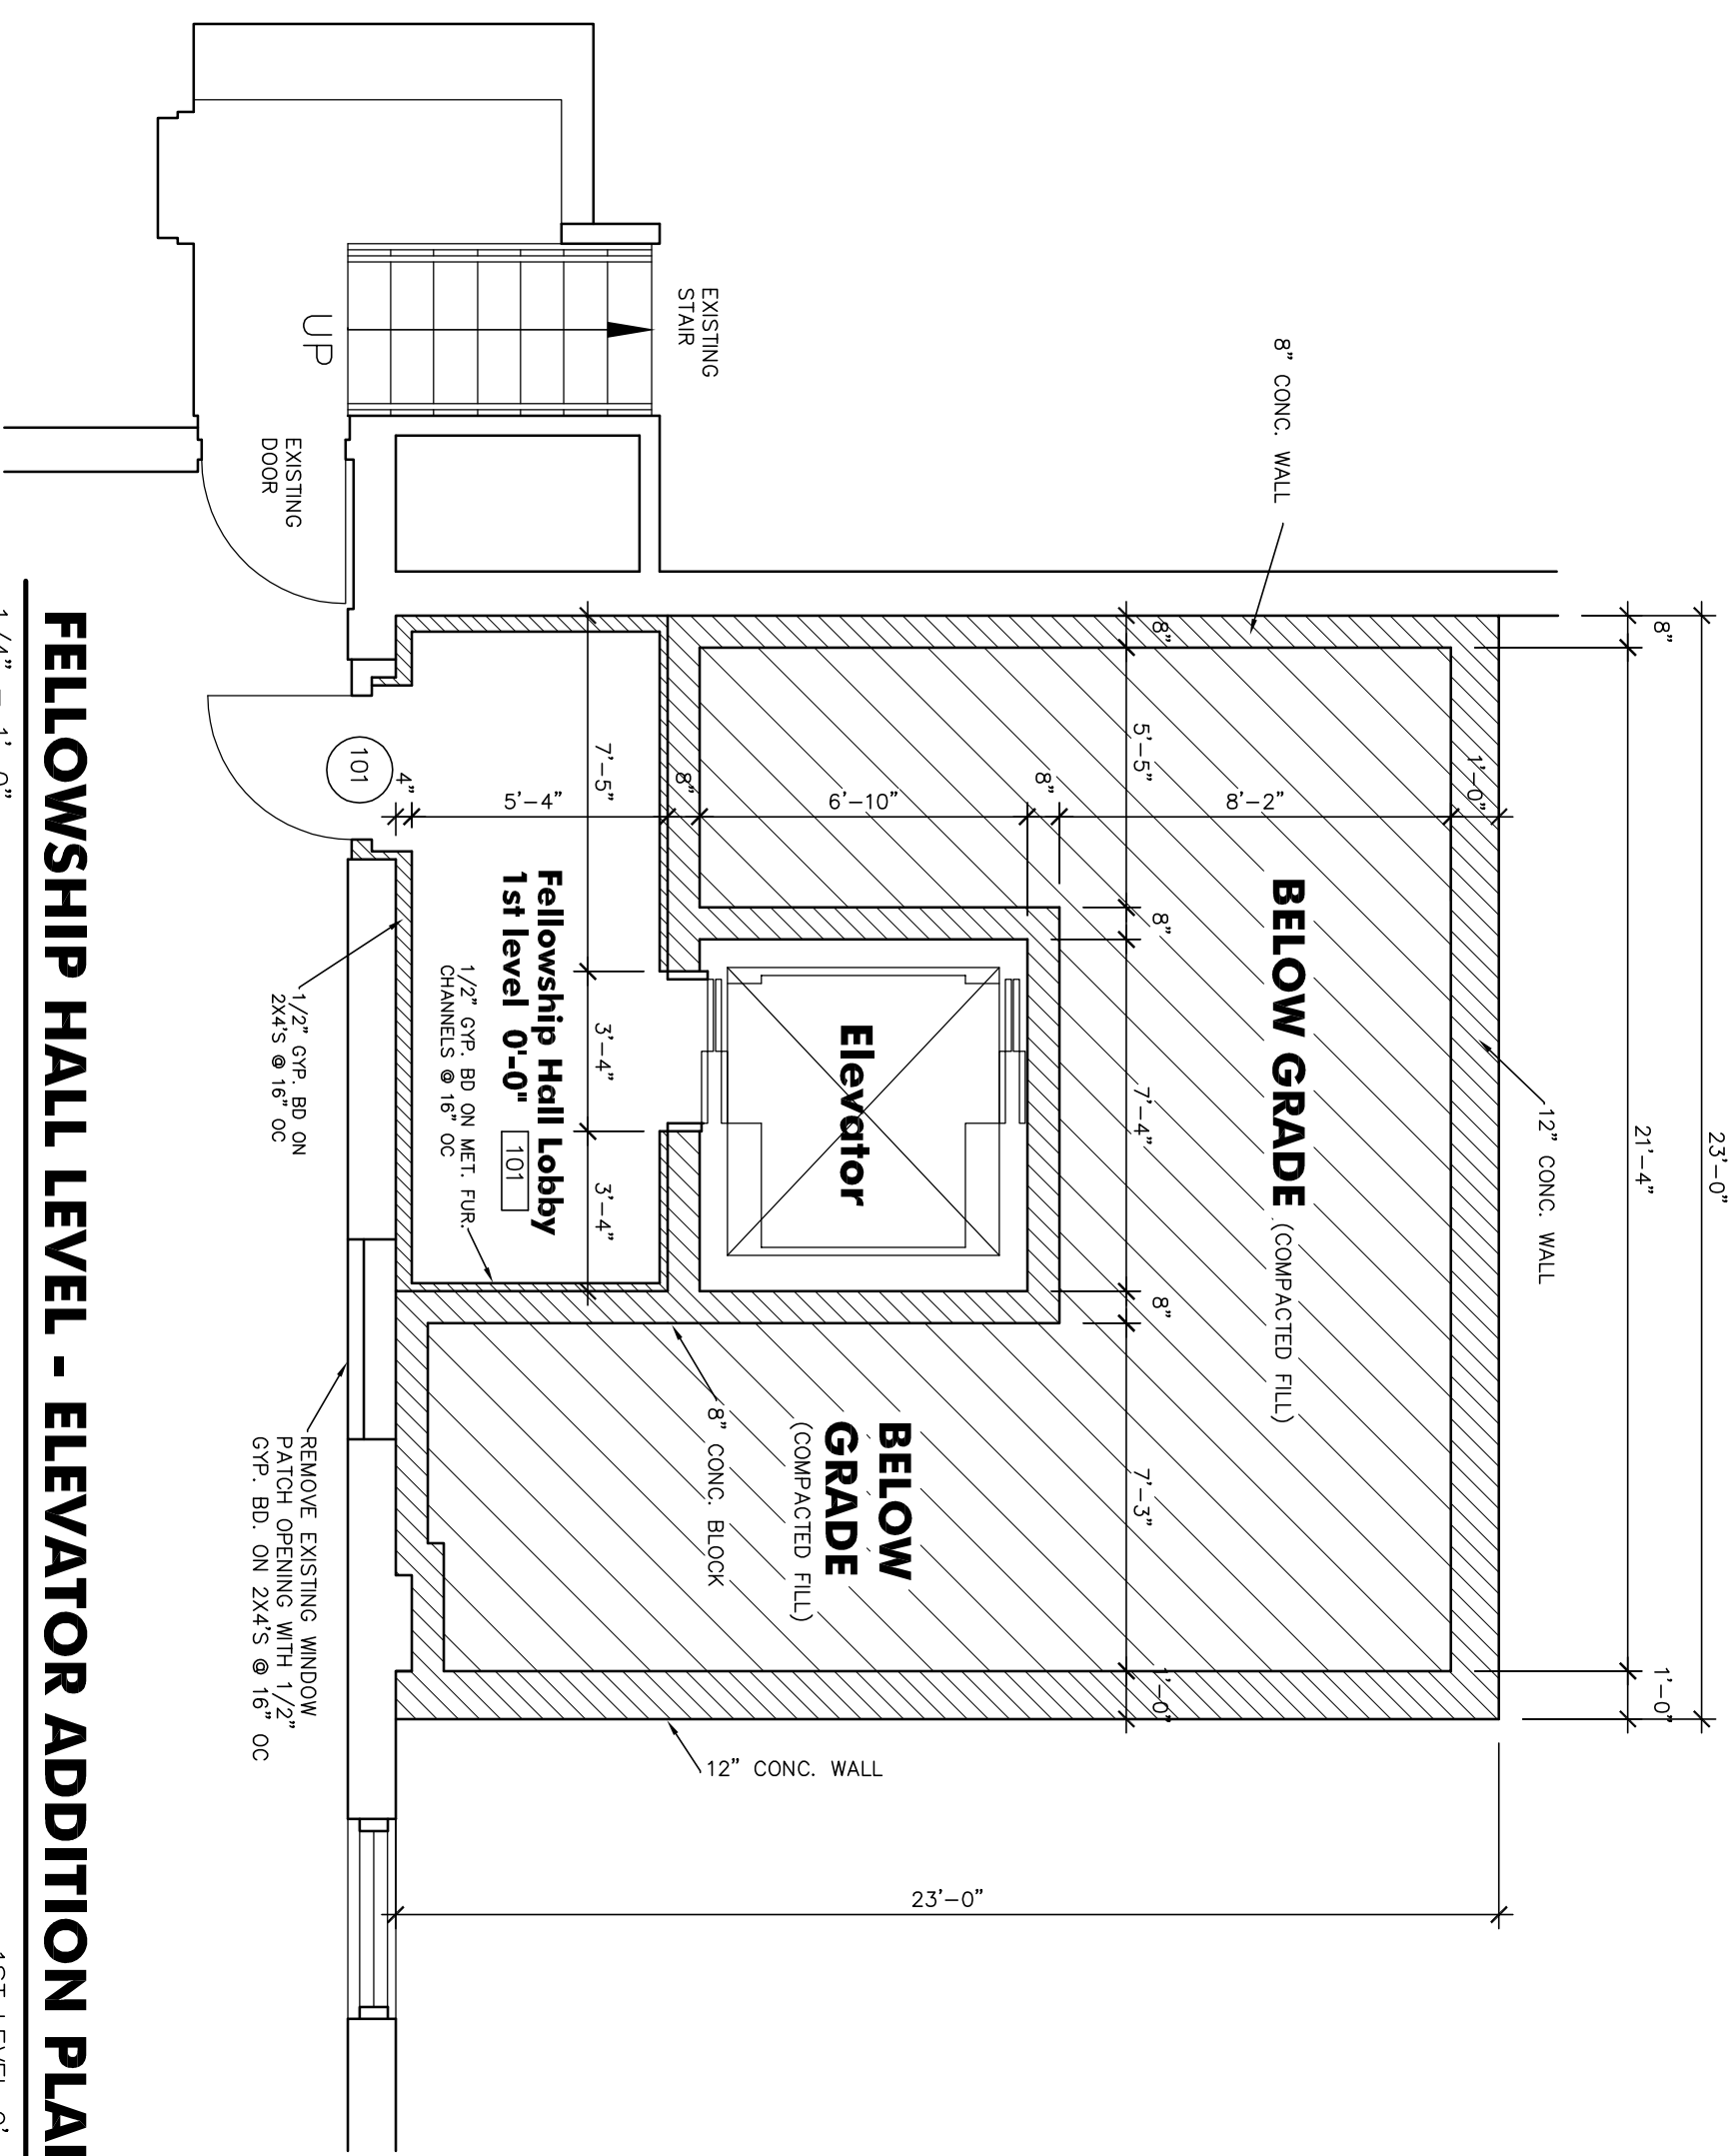 23'-0"
8"
21'-4"
1'-0"
8" CONC. WALL
12" CONC. WALL
1'-0"
BELOW GRADE (COMPACTED FILL)
8'-2"
8"
5'-5"
8"
7'-4"
8"
7'-3"
1'-0"
8"
6'-10"
Elevator
BELOW
GRADE
(COMPACTED FILL)
8" CONC. BLOCK
12" CONC. WALL
23'-0"
EXISTING
STAIR
UP
8"
7'-5"
3'-4"
3'-4"
5'-4"
Fellowship Hall Lobby
1st level 0'-0"
101
1/2" GYP. BD ON MET. FUR.
CHANNELS @ 16" OC
4"
101
EXISTING
DOOR
1/2" GYP. BD ON
2X4'S @ 16" OC
REMOVE EXISTING WINDOW
PATCH OPENING WITH 1/2"
GYP. BD. ON 2X4'S @ 16" OC
FELLOWSHIP HALL LEVEL - ELEVATOR ADDITION